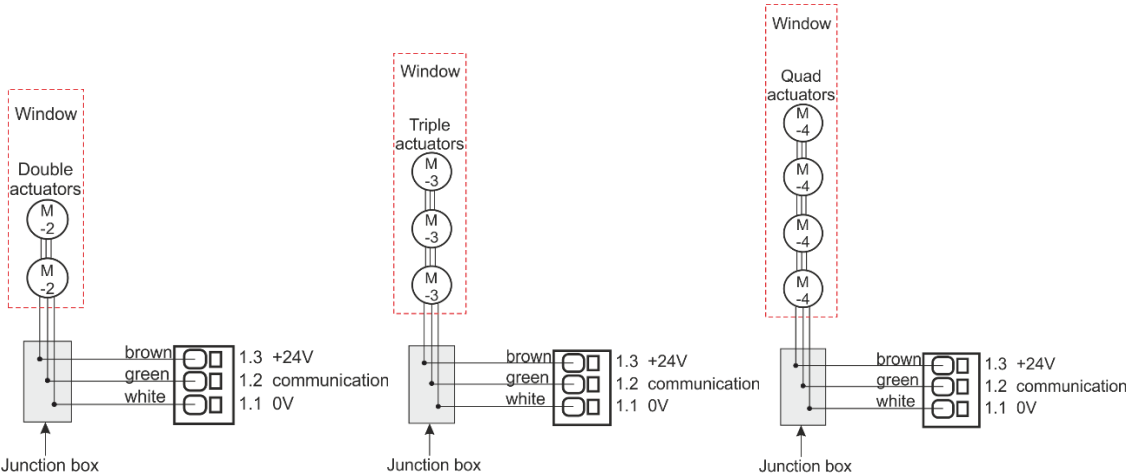 Window
Double
actuators
M
-2
M
-2
brown
1.3 +24V
green
1.2 communication
white
1.1 0V
Junction box
Window
Triple
actuators
M
-3
M
-3
M
-3
brown
1.3 +24V
green
1.2 communication
white
1.1 0V
Junction box
Window
Quad
actuators
M
-4
M
-4
M
-4
M
-4
brown
1.3 +24V
green
1.2 communication
white
1.1 0V
Junction box